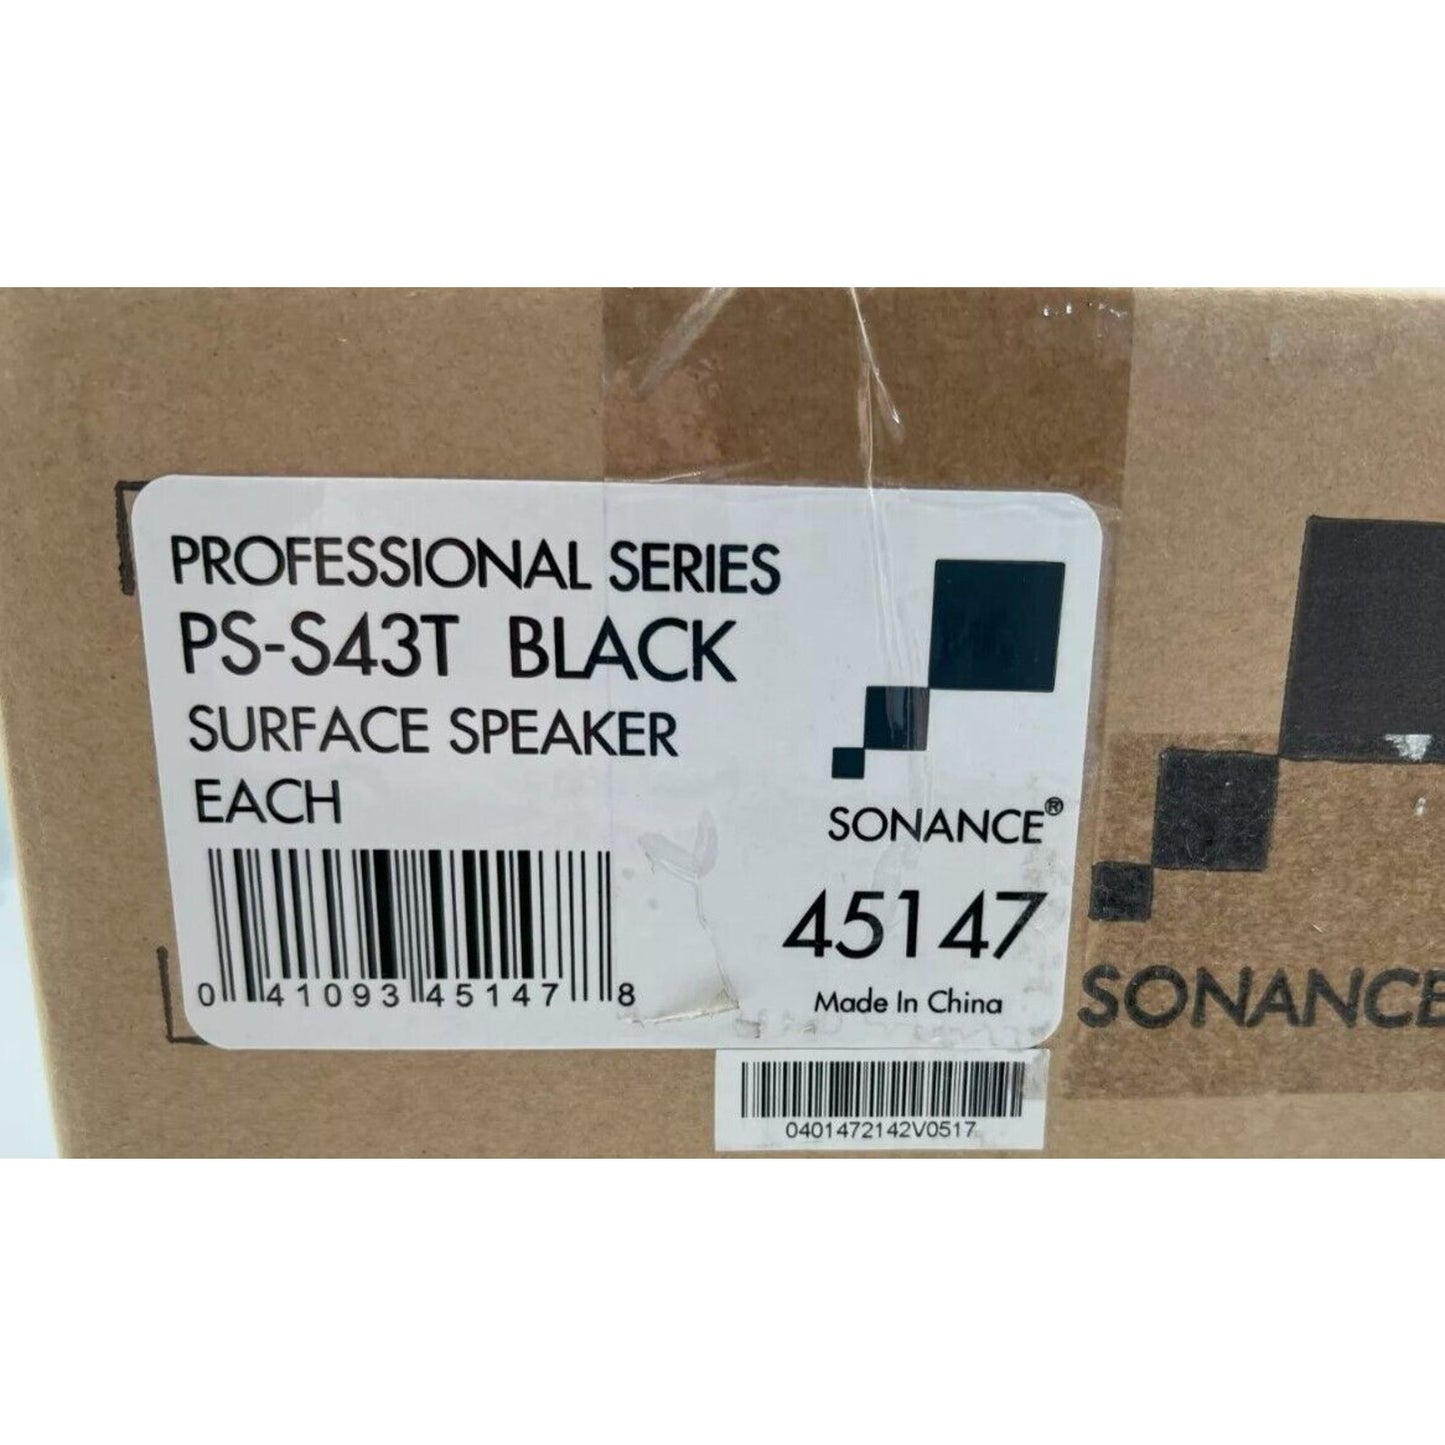 PROFESSIONAL SERIES
PS-S43T BLACK
SURFACE SPEAKER
EACH
SONANCE®
45147
Made In China
0 41093 45147 8
0401472142V0517
SONANCE